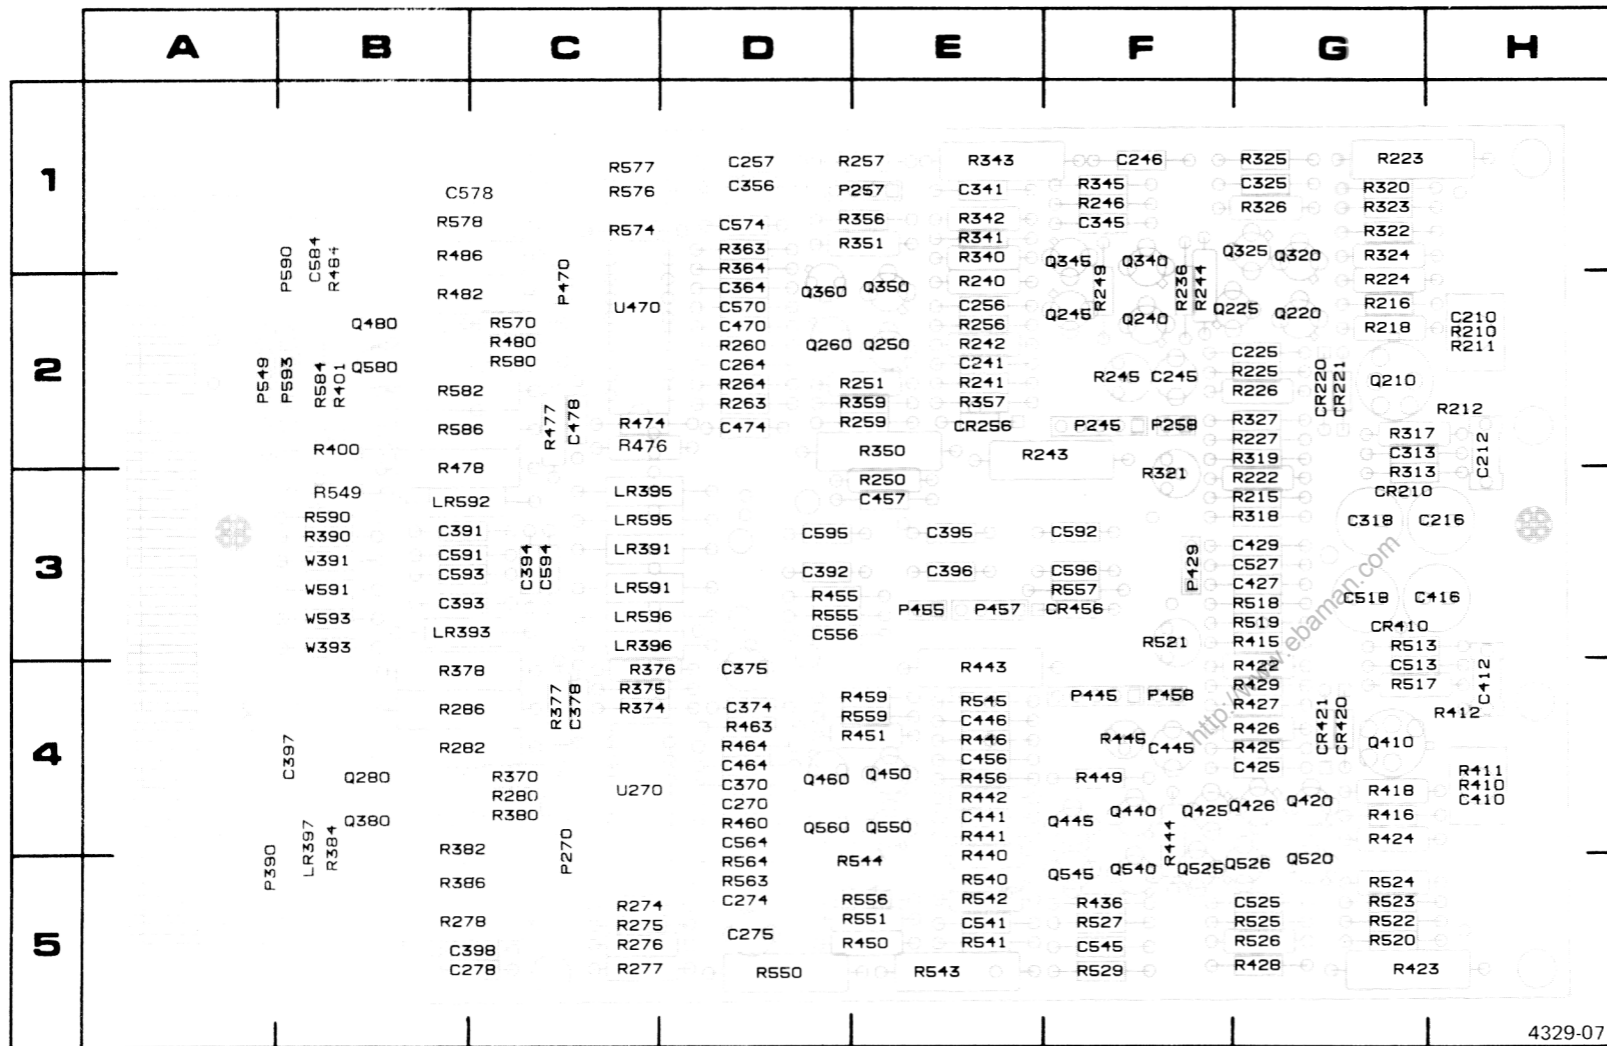 A B C D E F G H
1
R577 C257 R257 R343 C246 R325 R223
C578 R576 C356 P257 C341 R345 C325 R320
R246 R326 R323
R578 R574 C574 R356 R342 C345 R322
R486 R363 R351 R341 Q325 Q320 R324
P590 C584 R484 P470 R364 R340 Q345 Q340 R249 R236 R244
2
R482 U470 C364 Q360 Q350 R240 R224
C570 C256 Q245 Q240 Q225 Q220 R216
Q480 R570 C470 R256 R218 C210
R480 R260 Q260 Q250 R242 R210
P549 P593 R584 R401 Q580 R580 C264 C241 C225 R211
R582 R264 R251 R241 R245 C245 R225 CR220 CR221 Q210
R477 C478 R263 R359 R357 R226 R212
R586 R474 C474 R259 CR256 P245 P258 R327
R400 R476 R350 R243 R227 R317 C212
R319 C313
R478 R321 R222 R313
3
R549 LR592 LR395 R250 C457 R215 CR210
R590 LR595 R318 C318 C216
R390 C391 C595 C395 C592
W391 C591 C394 C594 LR391 C429
C593 C392 C396 C596 P429 C527
W591 LR591 R455 R557 C427
C393 R555 P455 P457 CR456 R518 C518 C416
W593 LR596 C556 R519 CR410
W393 LR393 LR396 R521 R415 R513
4
R378 R376 C375 R443 R422 C513 C412
R377 C378 R375 R459 R545 P445 P458 R429 R517
R286 R374 C374 R559 C446 R427 R412
R463 R451 R446 R445 R426 CR421 CR420 Q410
C397 R282 R464 C456 C445 R425
Q280 R370 C464 Q460 Q450 R456 R449 C425 R411
R280 U270 C370 R442 R418 R410
R380 C270 C441 Q440 Q425 Q426 Q420 C410
Q380 R460 Q560 Q550 R441 Q445 R416
LR397 R384 R382 P270 C564 R440 R444 R424
5
P390 R386 R564 R544 R540 Q545 Q540 Q525 Q526 Q520
R563 R524
R274 C274 R556 R542 R436 C525 R523
R278 R275 R551 C541 R527 R525 R522
C398 R276 C275 R450 R541 C545 R526 R520
C278 R277 R550 R543 R529 R428 R423
http://www.ebaman.com
4329-07